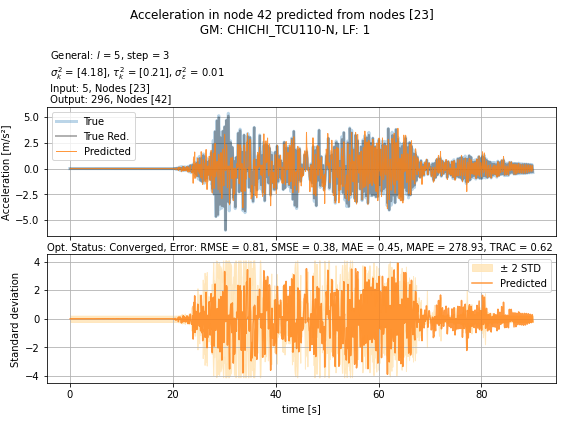 Acceleration in node 42 predicted from nodes [23]
GM: CHICHI_TCU110-N, LF: 1
General: l = 5, step = 3
σ²ₖ = [4.18], τ²ₖ = [0.21], σ²ε = 0.01
Input: 5, Nodes [23]
Output: 296, Nodes [42]
Acceleration [m/s²]
5.0
2.5
0.0
−2.5
−5.0
True
True Red.
Predicted
Opt. Status: Converged, Error: RMSE = 0.81, SMSE = 0.38, MAE = 0.45, MAPE = 278.93, TRAC = 0.62
Standard deviation
4
2
0
−2
−4
± 2 STD
Predicted
0 20 40 60 80
time [s]